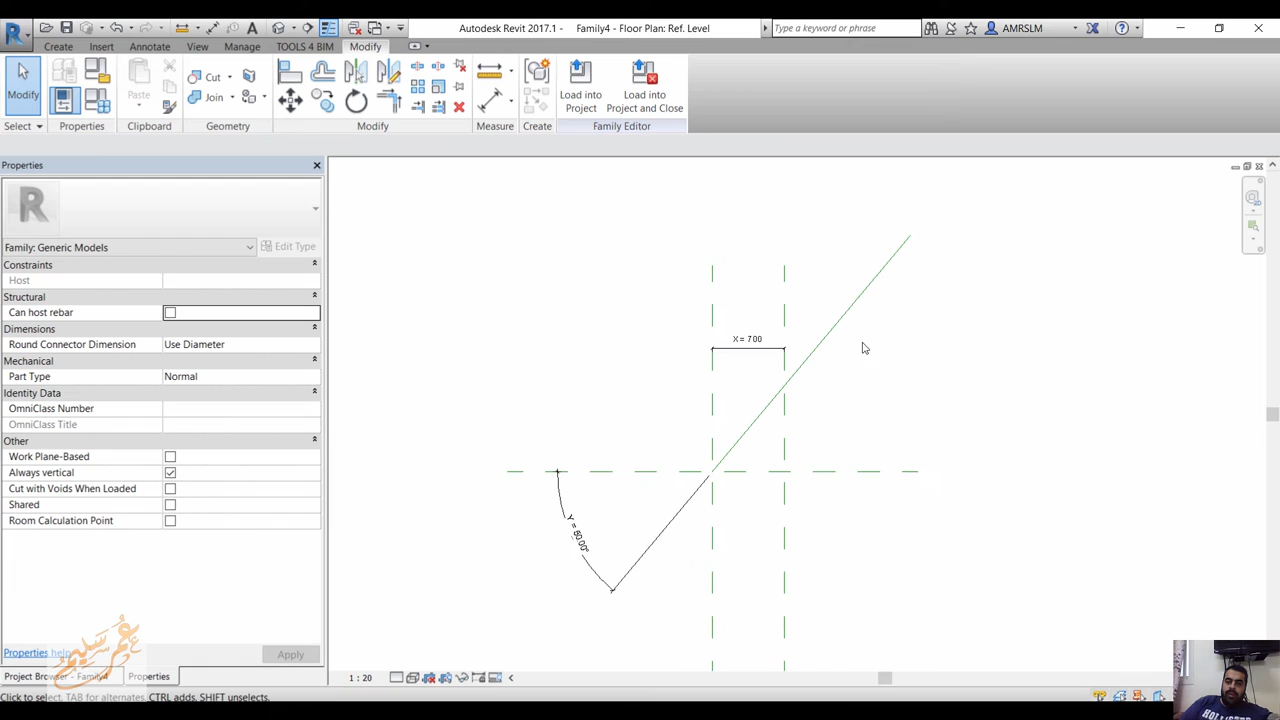 Autodesk Revit 2017.1 - Family4 - Floor Plan: Ref. Level
Type a keyword or phrase
AMRSLM
Create Insert Annotate View Manage TOOLS 4 BIM Modify
Modify
Paste
Cut
Join
Load into
Project
Load into
Project and Close
Select Properties Clipboard Geometry Modify Measure Create Family Editor
Properties
Family: Generic Models
Edit Type
Constraints
Host
Structural
Can host rebar
Dimensions
Round Connector Dimension Use Diameter
Mechanical
Part Type Normal
Identity Data
OmniClass Number
OmniClass Title
Other
Work Plane-Based
Always vertical
Cut with Voids When Loaded
Shared
Room Calculation Point
X = 700
Y = 50.00°
عمر سليم
Properties help
Apply
Project Browser - Family4
Properties
1 : 20
Click to select, TAB for alternates, CTRL adds, SHIFT unselects.